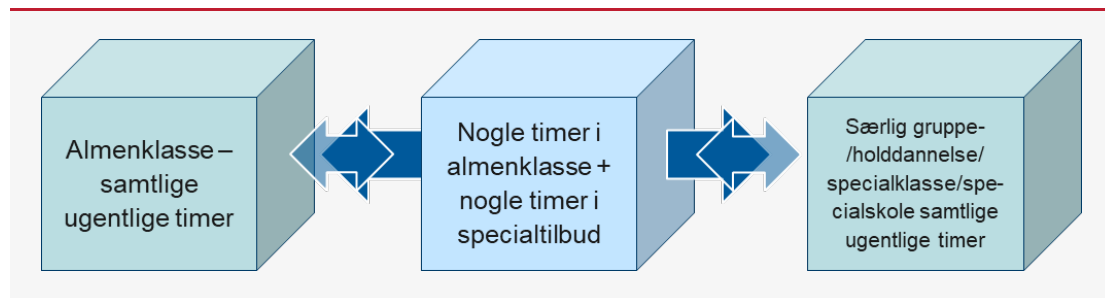 Almenklasse –
samtlige
ugentlige timer
Nogle timer i
almenklasse +
nogle timer i
specialtilbud
Særlig gruppe-
/holddannelse/
specialklasse/spe-
cialskole samtlige
ugentlige timer